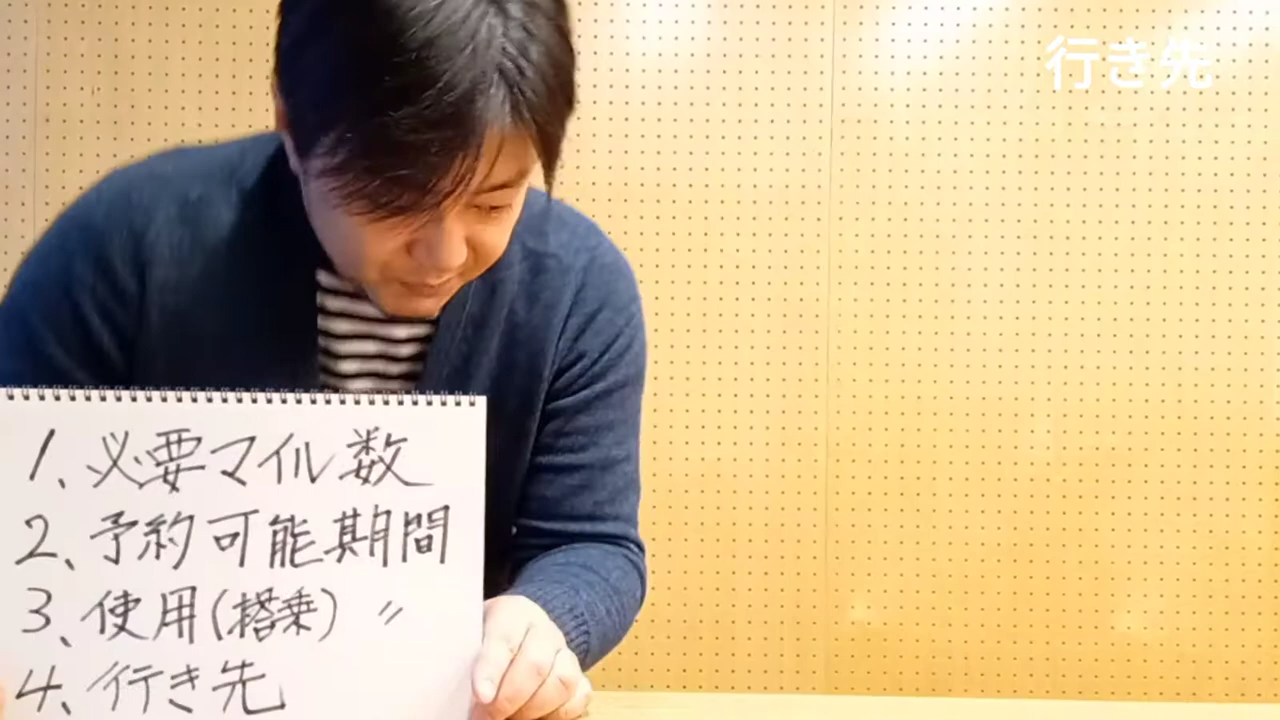 行き先
1、必要マイル数
2、予約可能期間
3、使用(搭乗) 〃
4、行き先